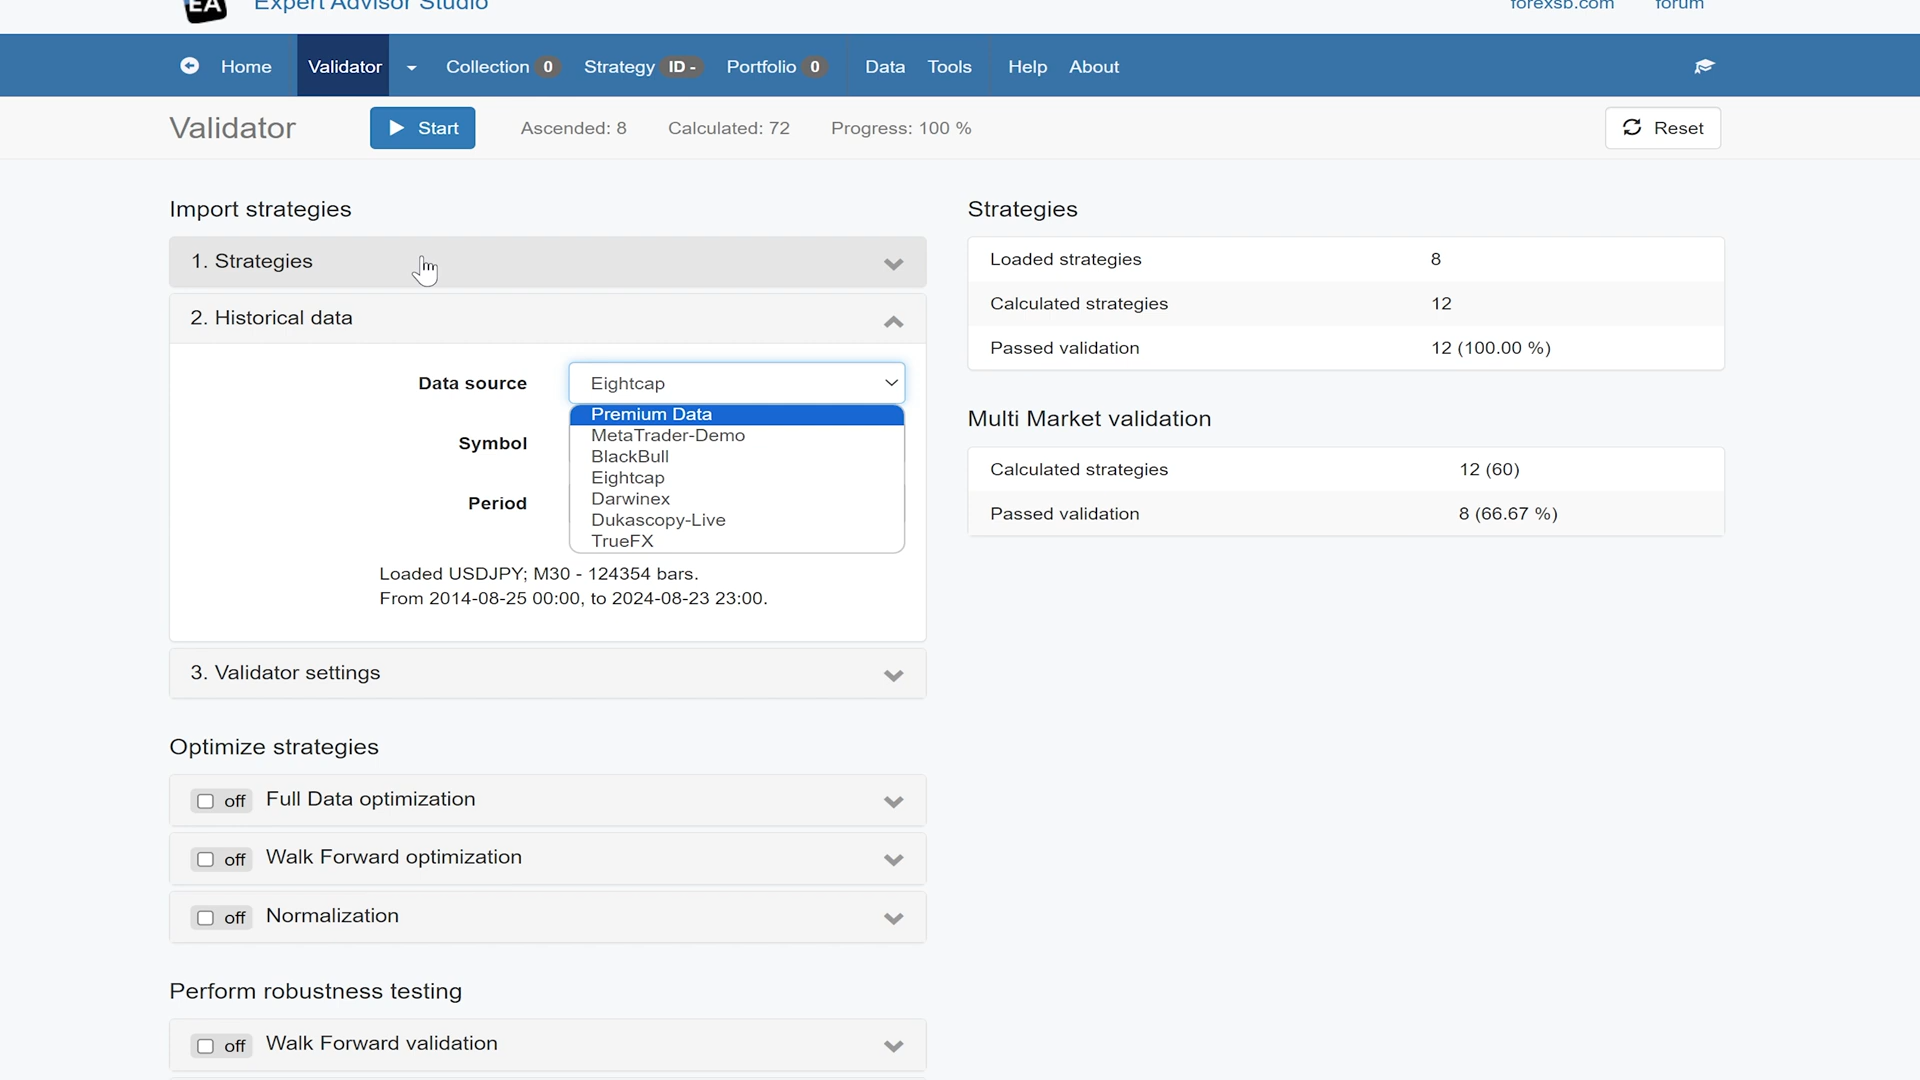 EA Expert Advisor Studio forexsb.com forum
Home Validator Collection 0 Strategy ID - Portfolio 0 Data Tools Help About
Validator Start Ascended: 8 Calculated: 72 Progress: 100 % Reset
Import strategies
1. Strategies
2. Historical data
Data source Eightcap
Premium Data
MetaTrader-Demo
Symbol
BlackBull
Eightcap
Period
Darwinex
Dukascopy-Live
TrueFX
Loaded USDJPY; M30 - 124354 bars.
From 2014-08-25 00:00, to 2024-08-23 23:00.
3. Validator settings
Optimize strategies
off Full Data optimization
off Walk Forward optimization
off Normalization
Perform robustness testing
off Walk Forward validation
Strategies
Loaded strategies 8
Calculated strategies 12
Passed validation 12 (100.00 %)
Multi Market validation
Calculated strategies 12 (60)
Passed validation 8 (66.67 %)